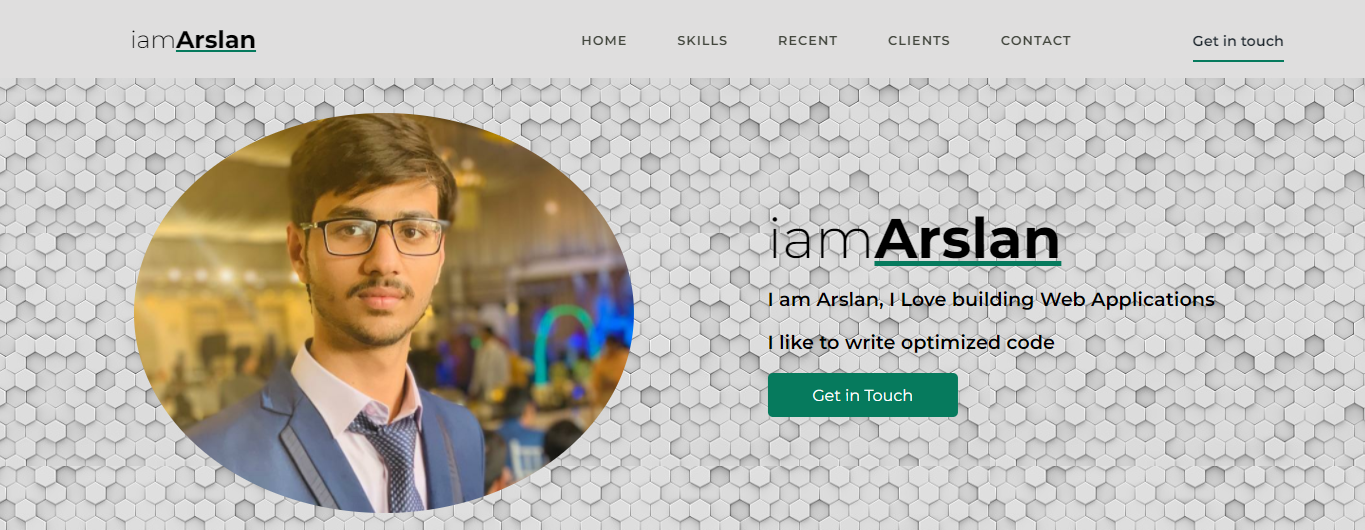 iamArslan
HOME SKILLS RECENT CLIENTS CONTACT
Get in touch
iamArslan
I am Arslan, I Love building Web Applications
I like to write optimized code
Get in Touch